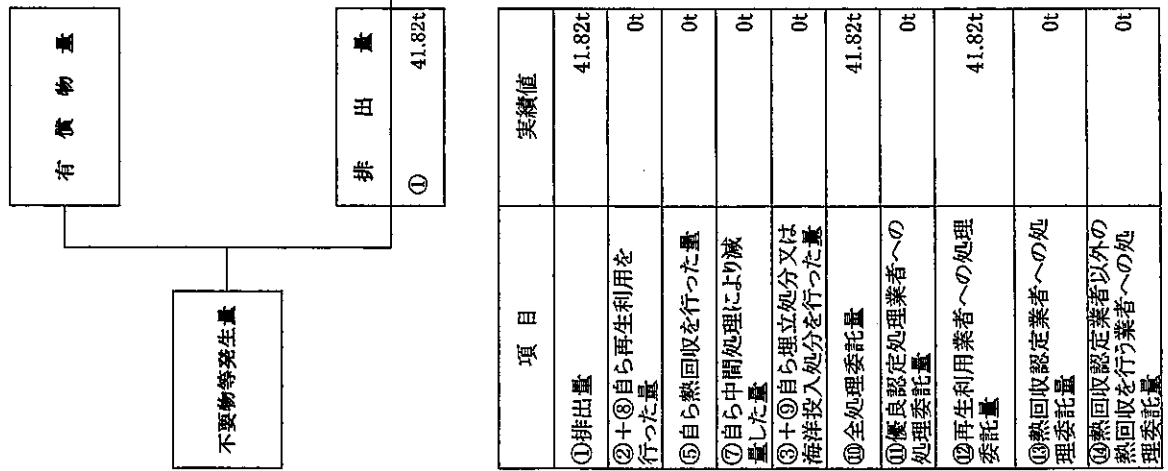 不要物等発生量
有償物量
排出量
① 41.82t
項目 実績値
①排出量 41.82t
②+⑧自ら再生利用を
行った量 0t
⑤自ら熱回収を行った量 0t
⑦自ら中間処理により減
量した量 0t
③+⑨自ら埋立処分又は
海洋投入処分を行った量 0t
⑩全処理委託量 41.82t
⑪優良認定処理業者への
処理委託量 0t
⑫再生利用業者への処理
委託量 41.82t
⑬熱回収認定業者への処
理委託量 0t
⑭熱回収認定業者以外の
熱回収を行う業者への処
理委託量 0t